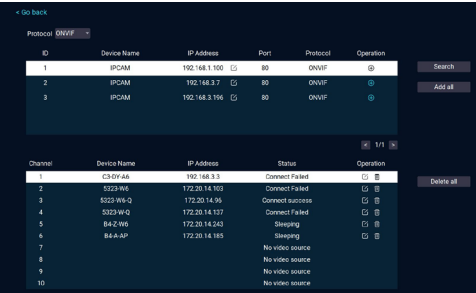 < Go back
Protocol ONVIF
ID Device Name IP Address Port Protocol Operation
1 IPCAM 192.168.1.100 80 ONVIF
2 IPCAM 192.168.3.7 80 ONVIF
3 IPCAM 192.168.3.196 80 ONVIF
Search
Add all
< 1/1 >
Channel Device Name IP Address Status Operation
1 C3-DY-A6 192.168.3.3 Connect Failed
2 5323-W6 172.20.14.103 Connect Failed
3 5323-W6-Q 172.20.14.96 Connect success
4 5323-W-Q 172.20.14.137 Connect Failed
5 B4-Z-W6 172.20.14.243 Sleeping
6 B4-A-AP 172.20.14.185 Sleeping
7 No video source
8 No video source
9 No video source
10 No video source
Delete all